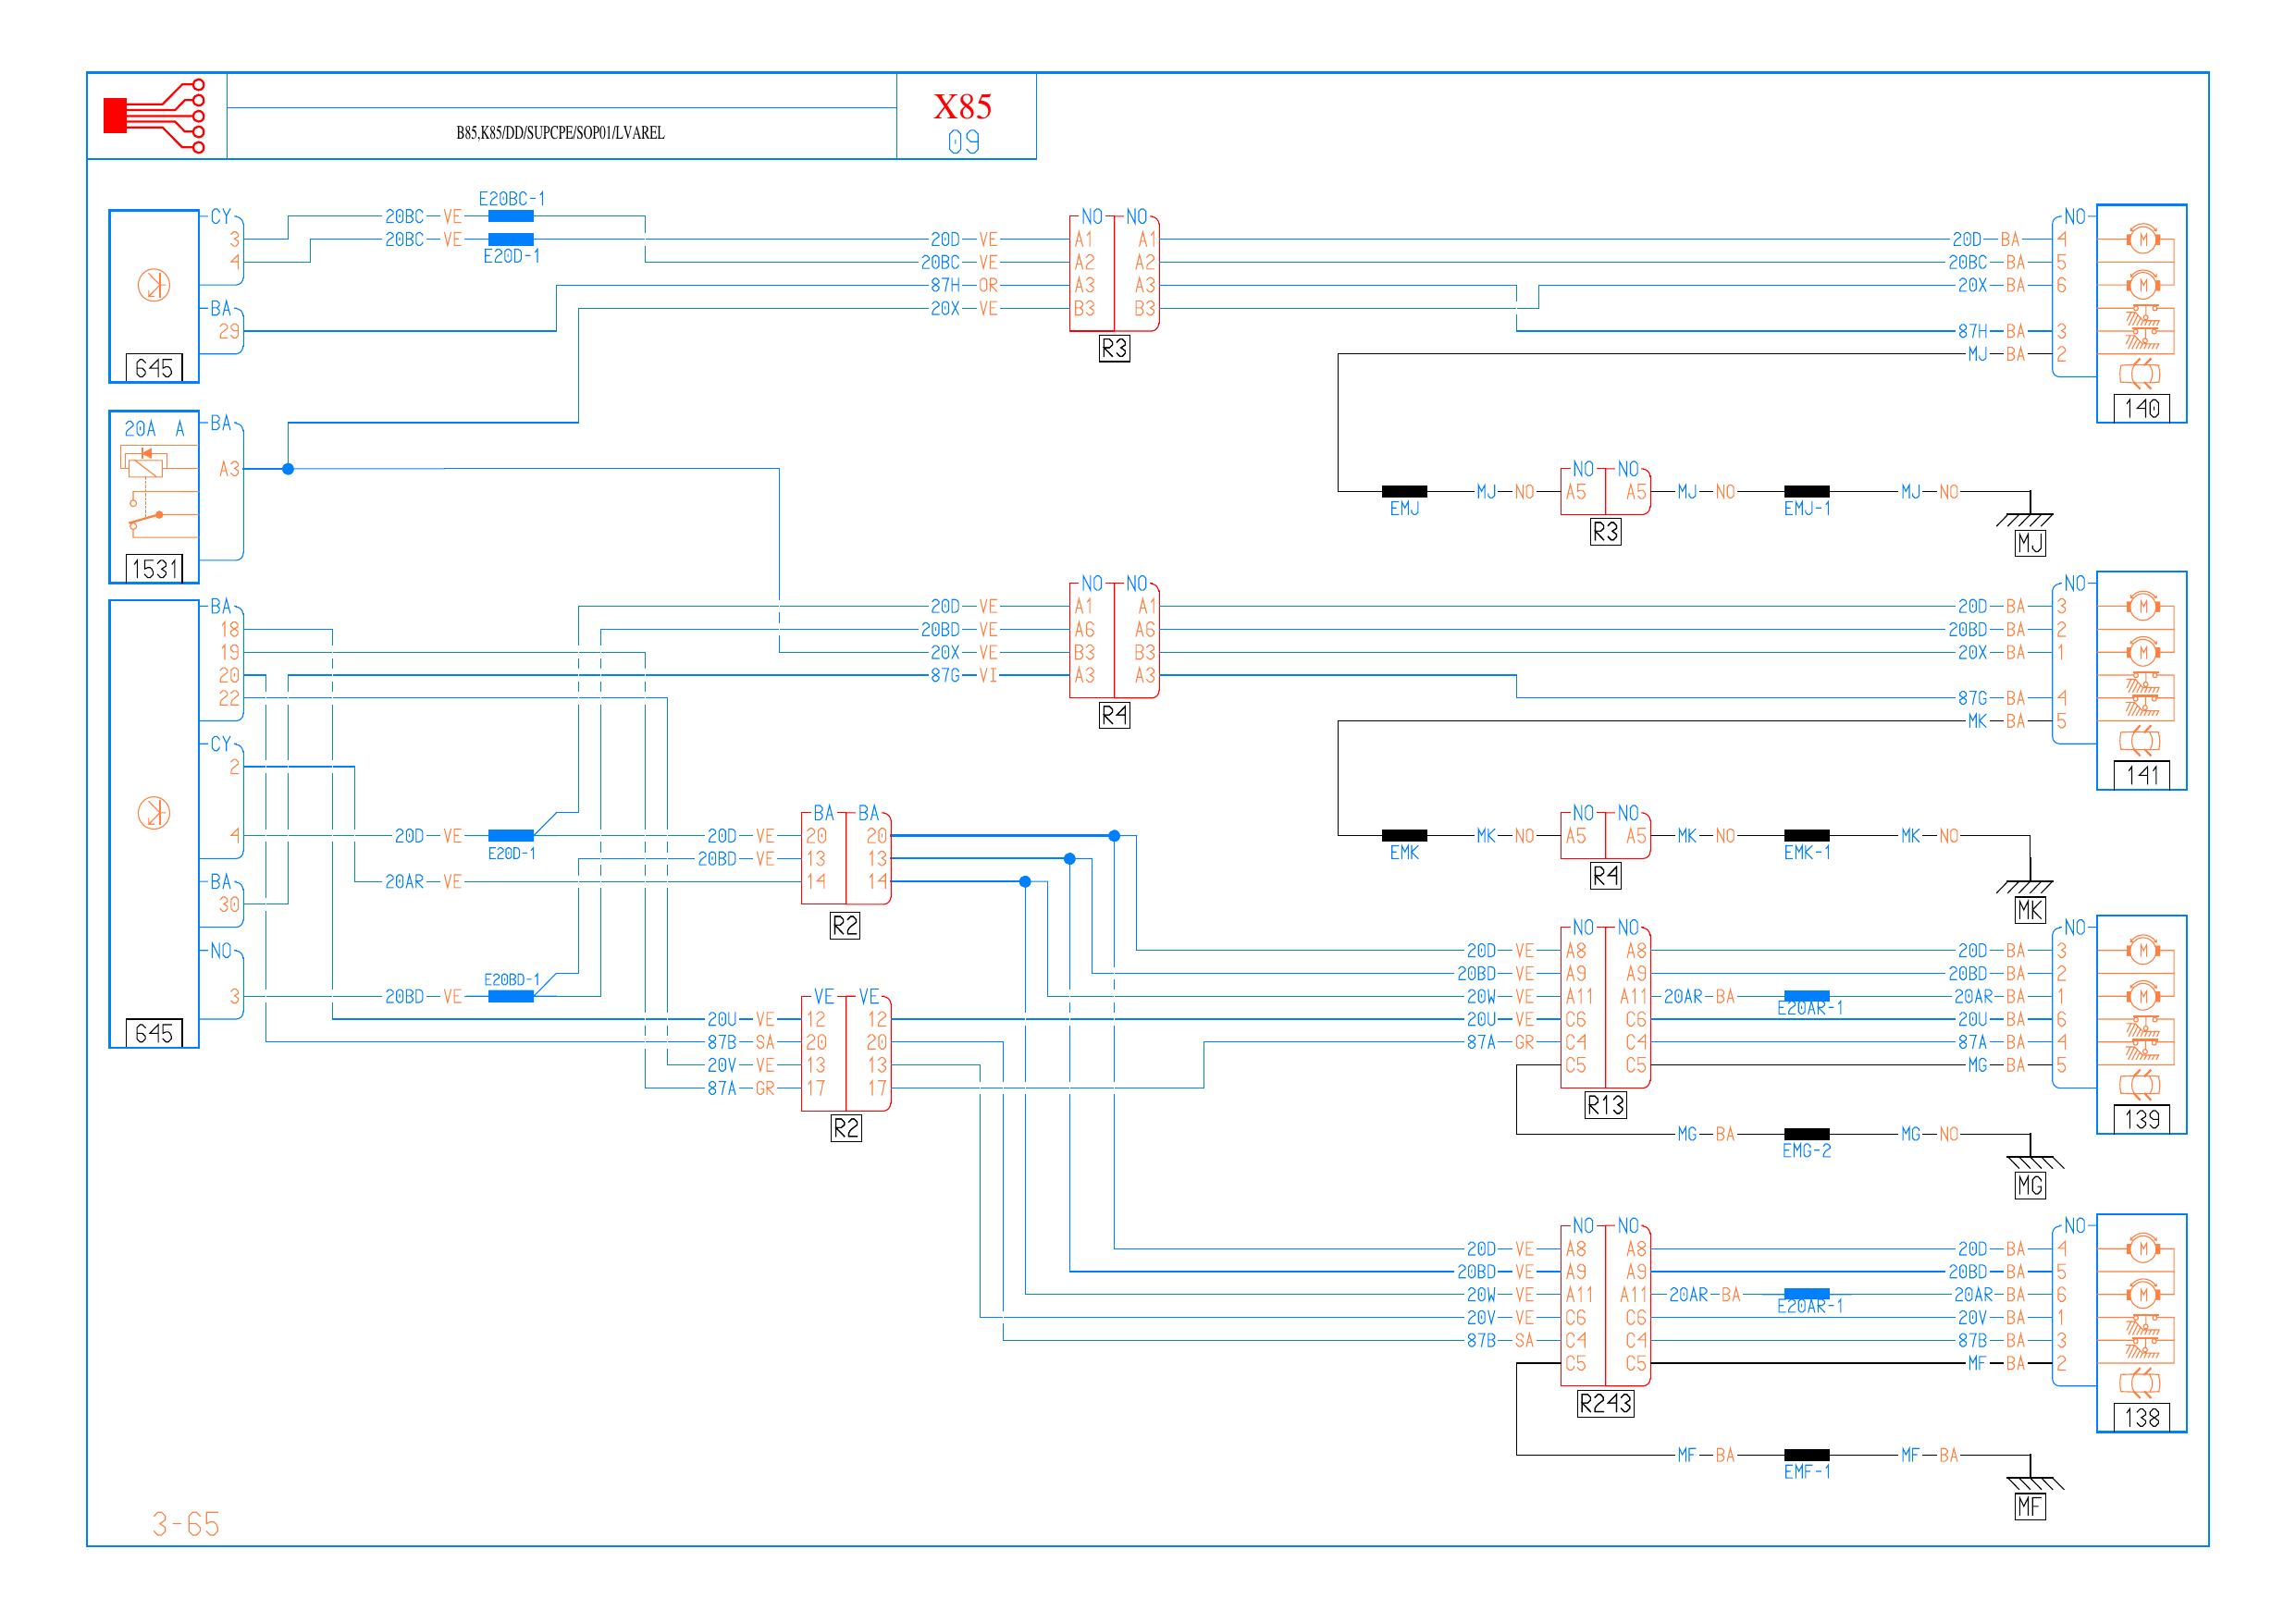 X85
B85,K85/DD/SUPCPE/SOP01/LVAREL
09
E20BC-1
CY 20BC VE NO NO NO
3 20BC VE 20D VE A1 A1 20D BA 4
4 E20D-1 20BC VE A2 A2 20BC BA 5
87H OR A3 A3 20X BA 6
BA 20X VE B3 B3
29 87H BA 3
R3
645 MJ BA 2
140
20A A BA
A3 NO NO
EMJ MJ NO A5 A5 MJ NO EMJ-1 MJ NO
R3
MJ
1531
NO NO NO
BA 20D VE A1 A1 20D BA 3
18 20BD VE A6 A6 20BD BA 2
19 20X VE B3 B3 20X BA 1
20 87G VI A3 A3
22 87G BA 4
R4
MK BA 5
CY
2 141
BA BA NO NO
4 20D VE 20D VE 20 20 MK NO A5 A5 MK NO MK NO
E20D-1 20BD VE 13 13 EMK EMK-1
BA 20AR VE 14 14 R4
30
R2 MK
NO NO NO
NO 20D VE A8 A8 20D BA 3
E20BD-1 20BD VE A9 A9 20BD BA 2
3 20BD VE VE VE 20W VE A11 A11 20AR BA 20AR BA 1
E20AR-1
645 20U VE 12 12 20U VE C6 C6 20U BA 6
87B SA 20 20 87A GR C4 C4 87A BA 4
20V VE 13 13 C5 C5 MG BA 5
87A GR 17 17
R13
139
R2
MG BA EMG-2 MG NO
MG
NO NO NO
20D VE A8 A8 20D BA 4
20BD VE A9 A9 20BD BA 5
20W VE A11 A11 20AR BA 20AR BA 6
E20AR-1
20V VE C6 C6 20V BA 1
87B SA C4 C4 87B BA 3
C5 C5 MF BA 2
R243
138
MF BA EMF-1 MF BA
MF
3-65